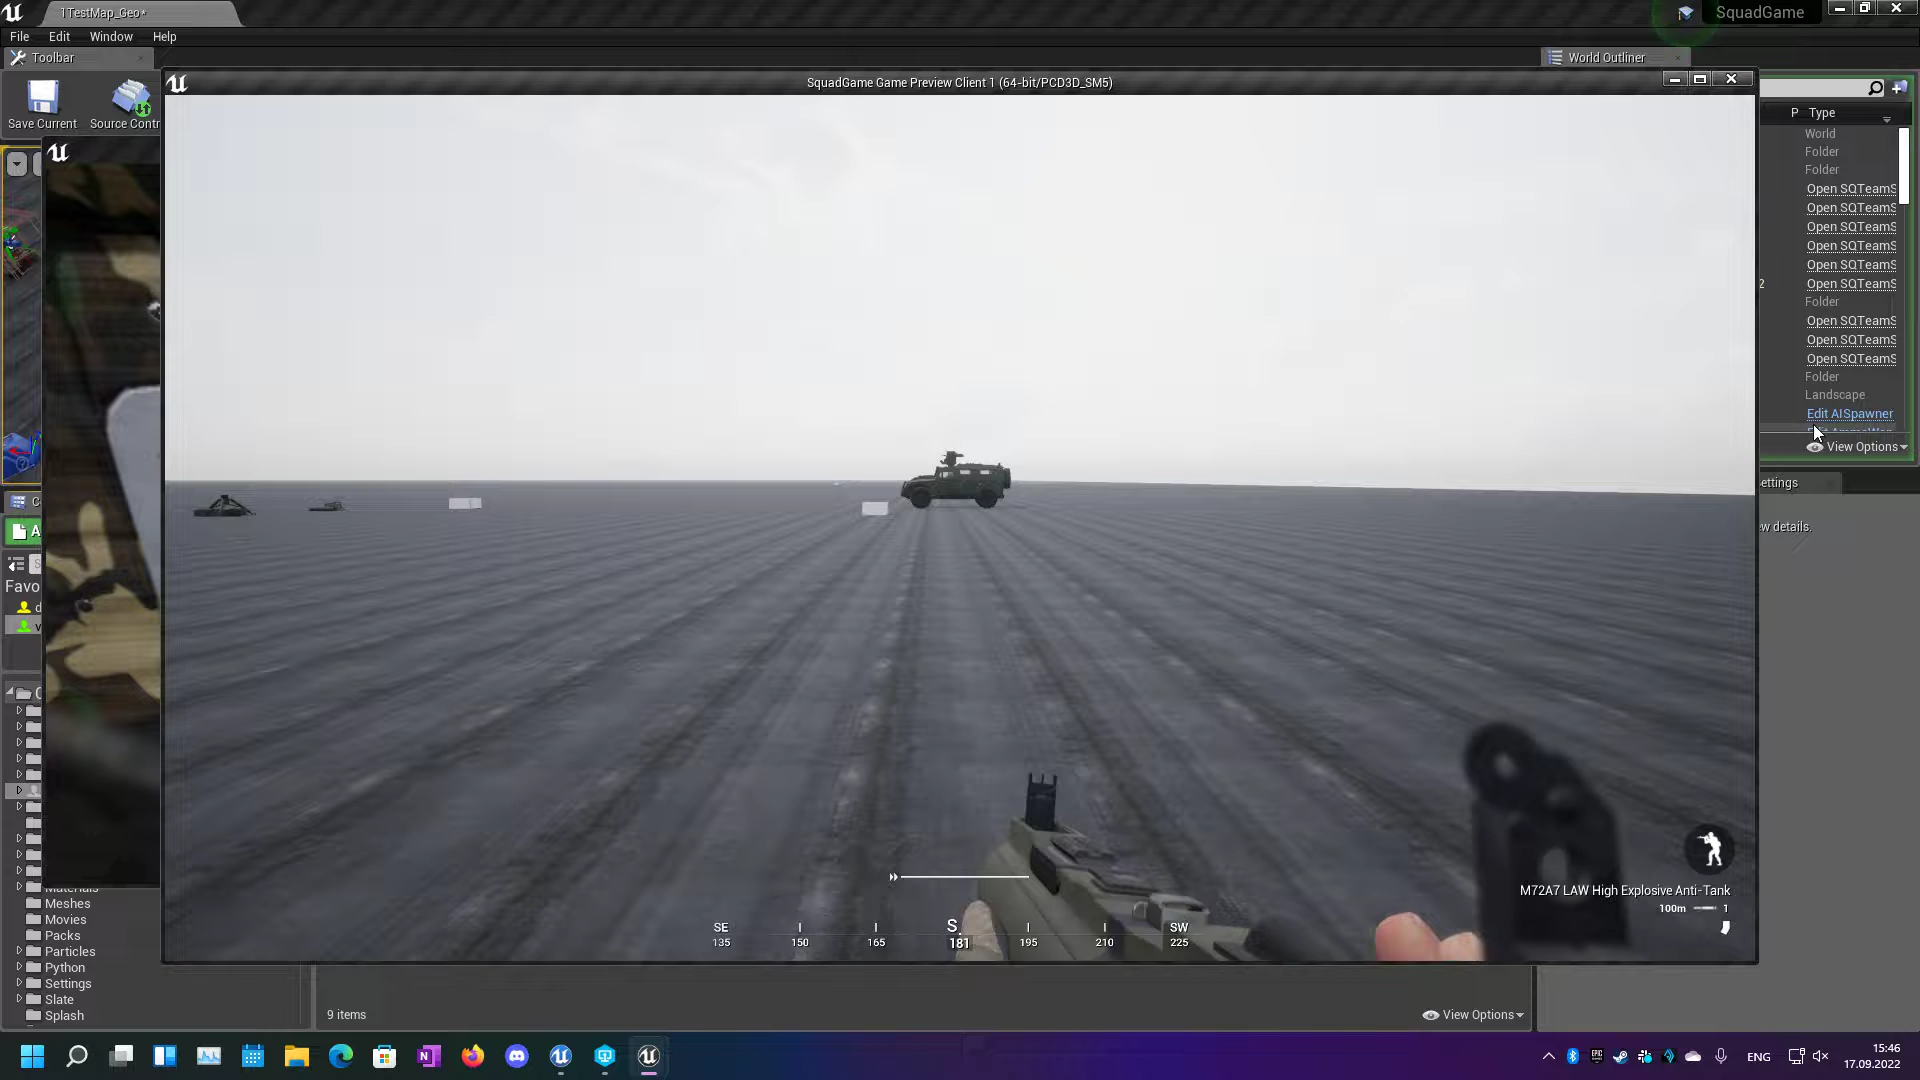 1TestMap_Geo*
SquadGame
File Edit Window Help
Toolbar
World Outliner
SquadGame Game Preview Client 1 (64-bit/PCD3D_SM5)
Save Current
Source Contr
P Type
World
Folder
Folder
Open SQTeamS
Open SQTeamS
Open SQTeamS
Open SQTeamS
Open SQTeamS
2 Open SQTeamS
Folder
Open SQTeamS
Open SQTeamS
Open SQTeamS
Folder
Landscape
Edit AISpawner
View Options
ettings
w details.
C
A
Favo
d
v
C
M72A7 LAW High Explosive Anti-Tank
100m 1
SE S SW
135 150 165 181 195 210 225
Materials
Meshes
Movies
Packs
Particles
Python
Settings
Slate
Splash
9 items
View Options
ENG
15:46
17.09.2022